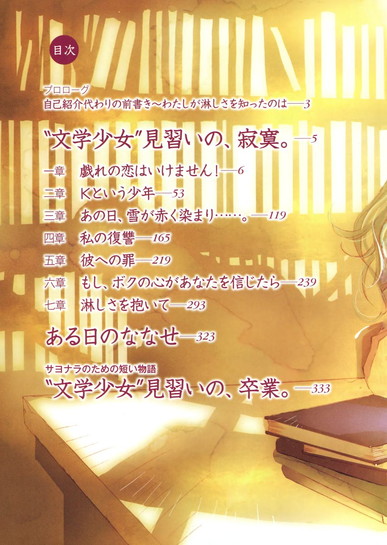 目次
プロローグ
自己紹介代わりの前書き〜わたしが淋しさを知ったのは──3
“文学少女”見習いの、寂寞。──5
一章 戯れの恋はいけません!──6
二章 Kという少年──53
三章 あの日、雪が赤く染まり……。──119
四章 私の復讐──165
五章 彼への罪──219
六章 もし、ボクの心があなたを信じたら──239
七章 淋しさを抱いて──293
ある日のななせ──323
サヨナラのための短い物語
“文学少女”見習いの、卒業。──333